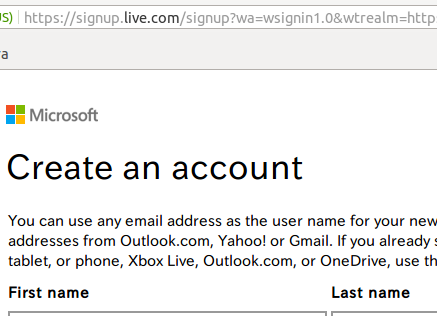 US) https://signup.live.com/signup?wa=wsignin1.0&wtrealm=http
ra
Microsoft
Create an account
You can use any email address as the user name for your new
addresses from Outlook.com, Yahoo! or Gmail. If you already s
tablet, or phone, Xbox Live, Outlook.com, or OneDrive, use th
First name Last name